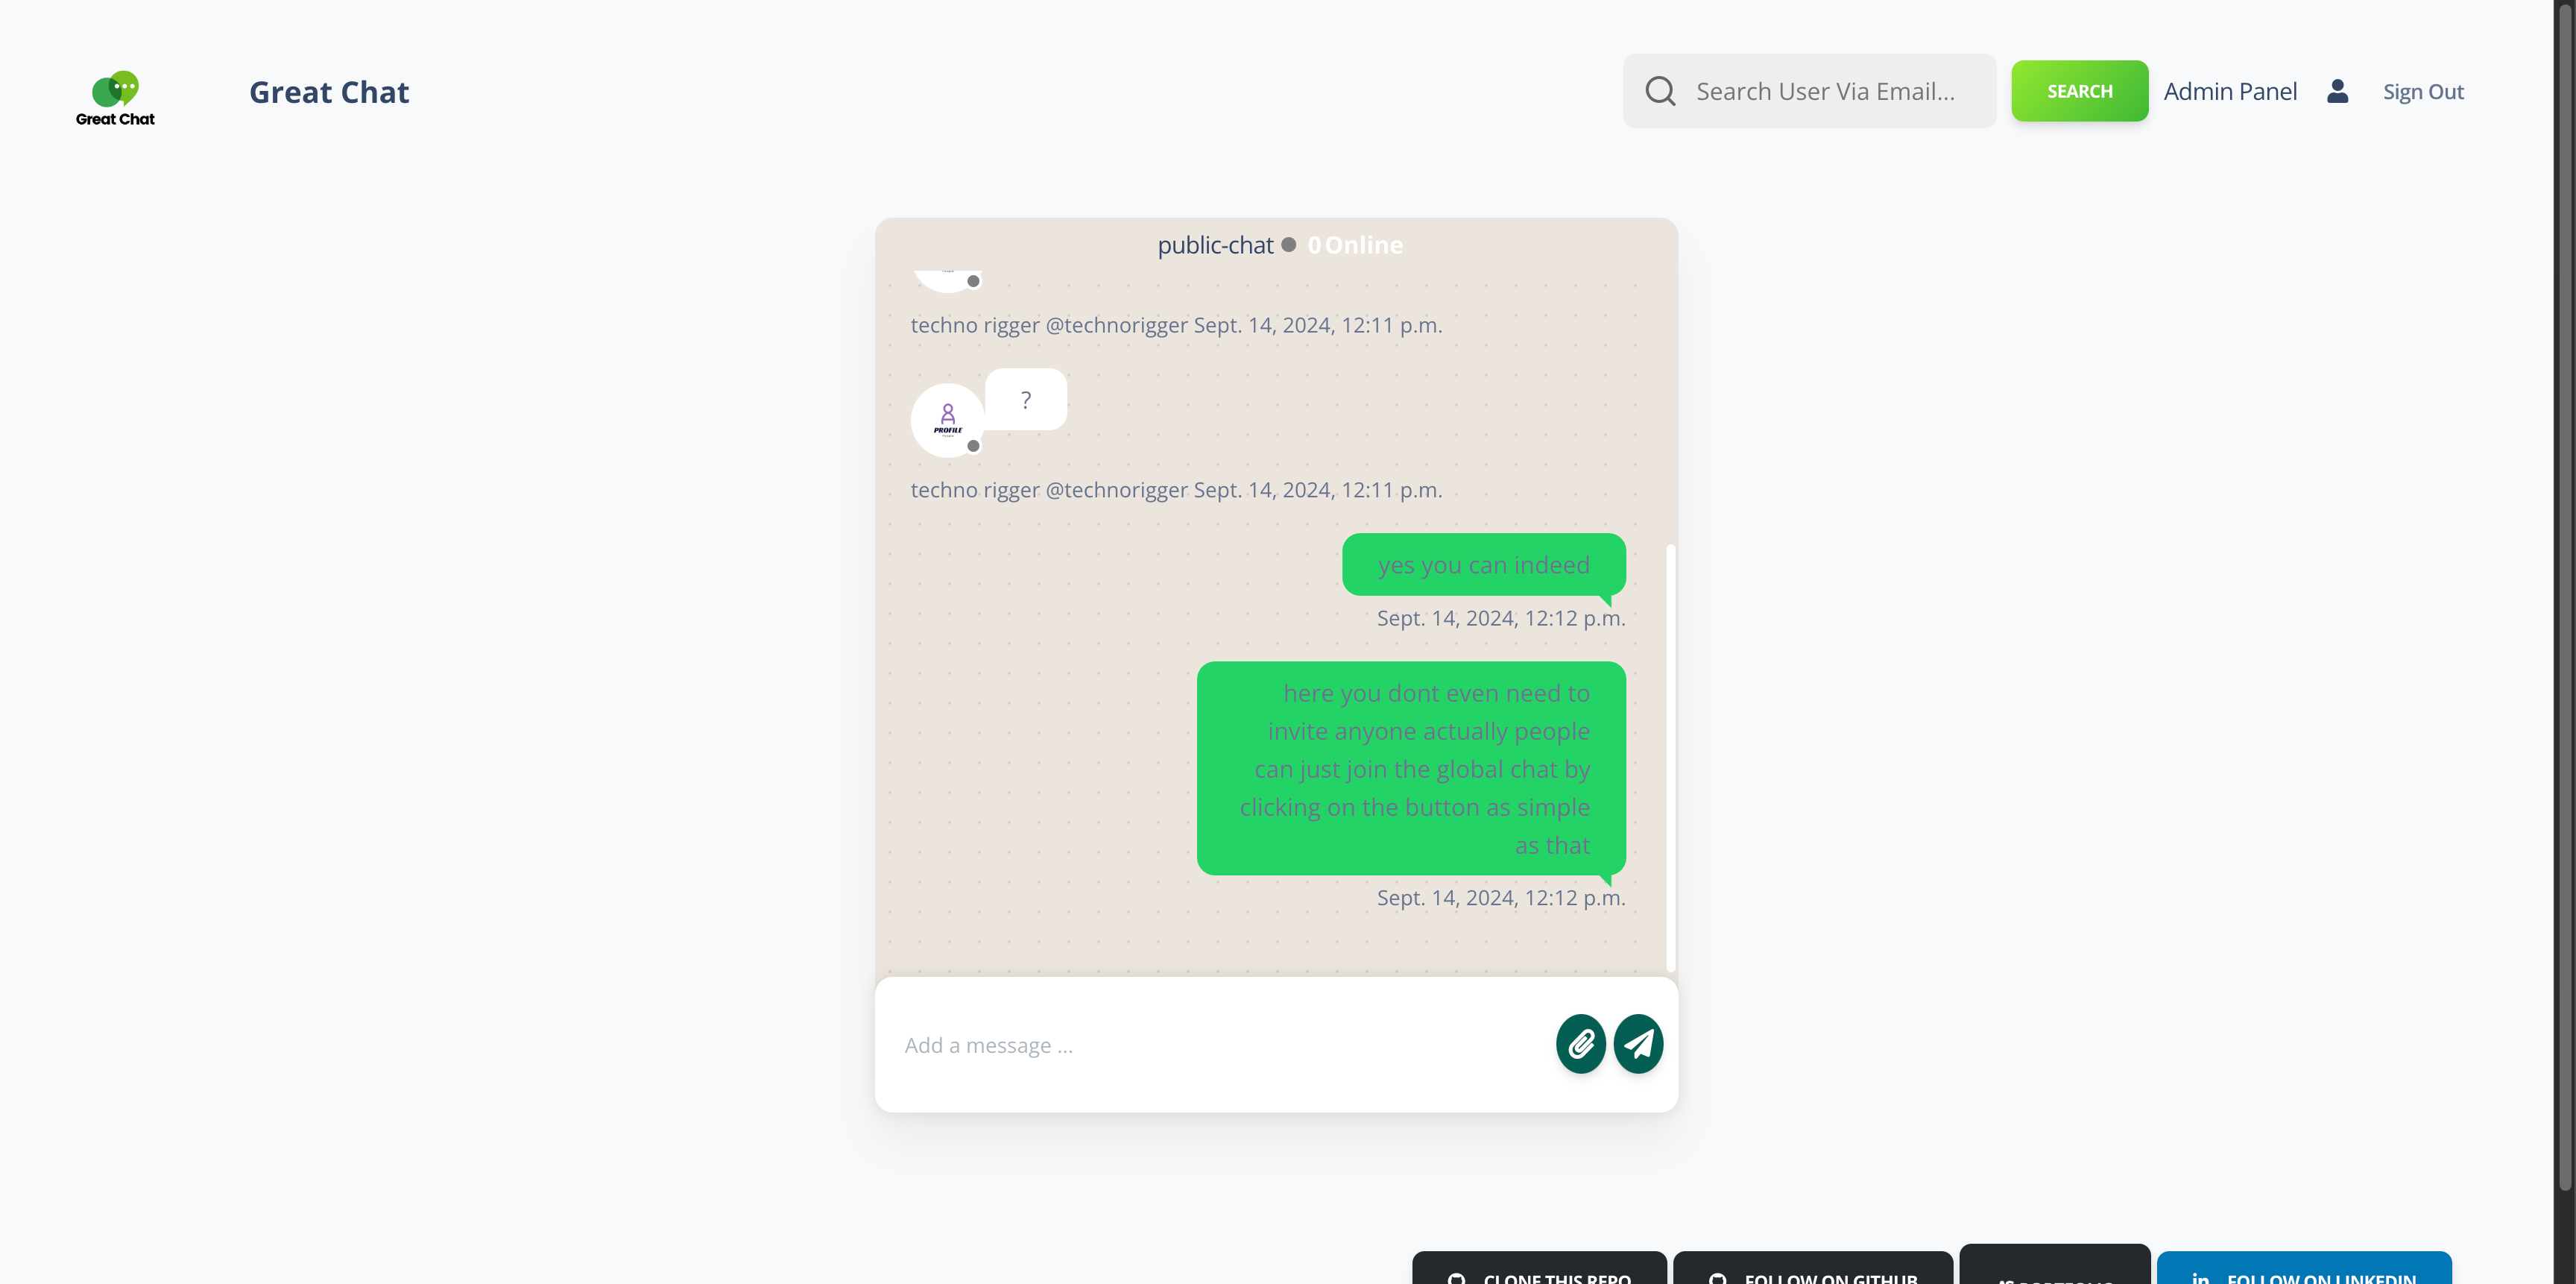 Great Chat
Great Chat
Search User Via Email...
SEARCH
Admin Panel
Sign Out
public-chat
0 Online
techno rigger @technorigger Sept. 14, 2024, 12:11 p.m.
?
PROFILE
techno rigger @technorigger Sept. 14, 2024, 12:11 p.m.
yes you can indeed
Sept. 14, 2024, 12:12 p.m.
here you dont even need to
invite anyone actually people
can just join the global chat by
clicking on the button as simple
as that
Sept. 14, 2024, 12:12 p.m.
Add a message ...
CLONE THIS REPO
FOLLOW ON GITHUB
PORTFOLIO
in FOLLOW ON LINKEDIN